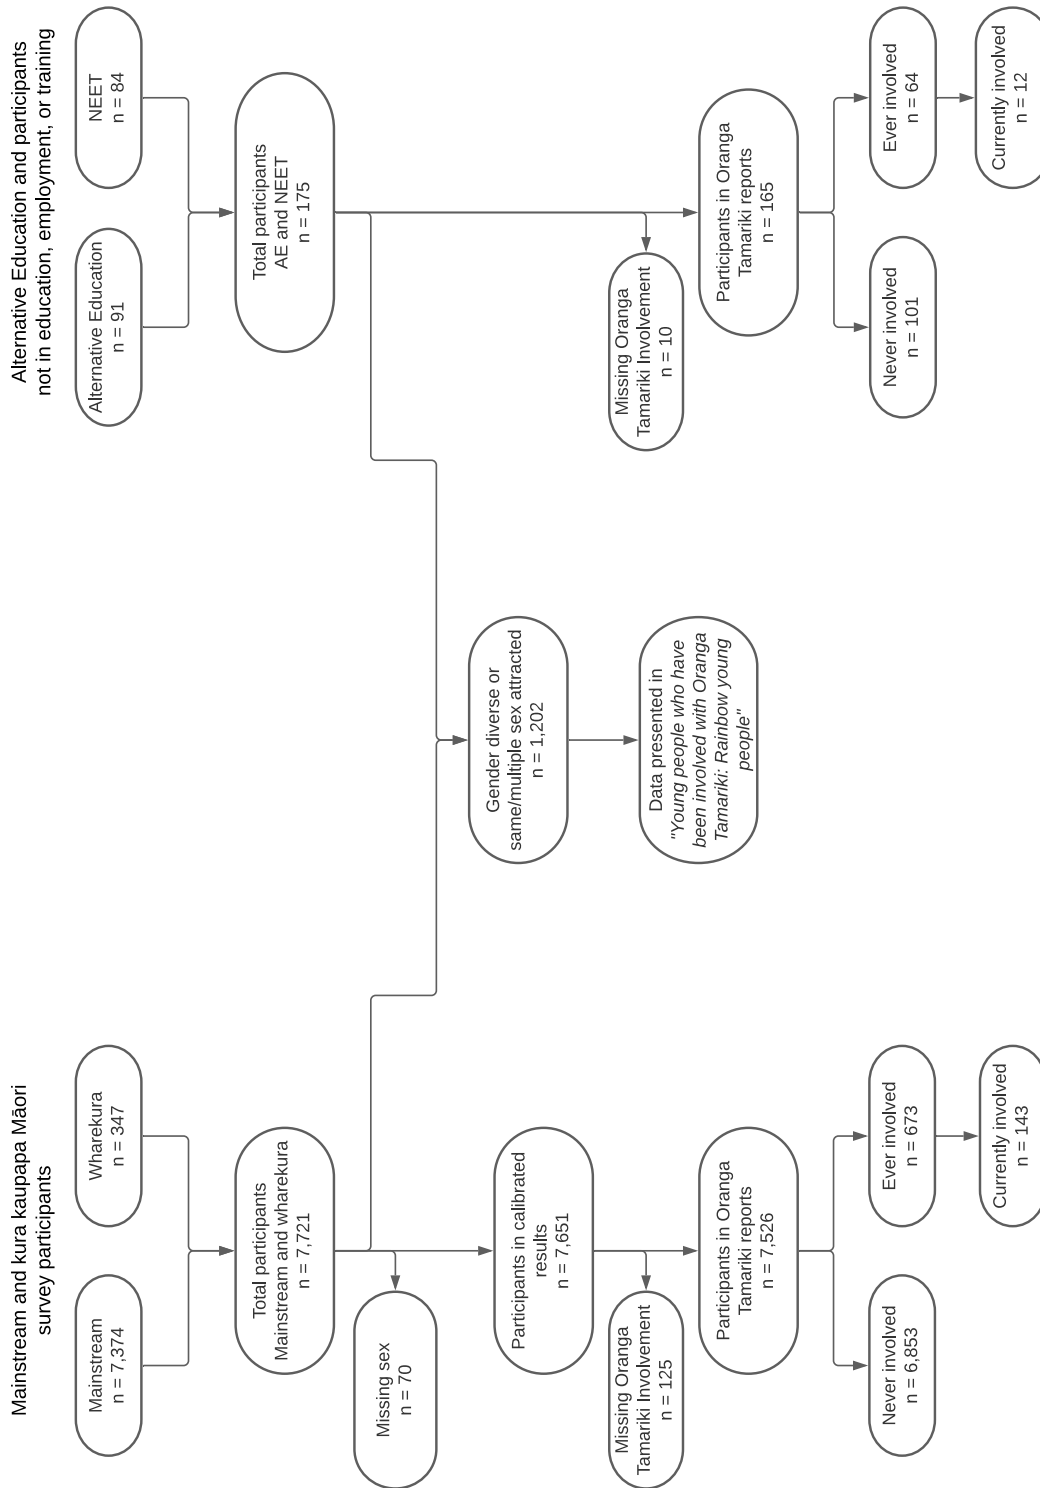 Mainstream and kura kaupapa Māori
survey participants
Mainstream
n = 7,374
Wharekura
n = 347
Total participants
Mainstream and wharekura
n = 7,721
Missing sex
n = 70
Participants in calibrated
results
n = 7,651
Missing Oranga
Tamariki Involvement
n = 125
Participants in Oranga
Tamariki reports
n = 7,526
Never involved
n = 6,853
Ever involved
n = 673
Currently involved
n = 143
Gender diverse or
same/multiple sex attracted
n = 1,202
Data presented in
"Young people who have
been involved with Oranga
Tamariki: Rainbow young
people"
Alternative Education and participants
not in education, employment, or training
Alternative Education
n = 91
NEET
n = 84
Total participants
AE and NEET
n = 175
Missing Oranga
Tamariki Involvement
n = 10
Participants in Oranga
Tamariki reports
n = 165
Never involved
n = 101
Ever involved
n = 64
Currently involved
n = 12